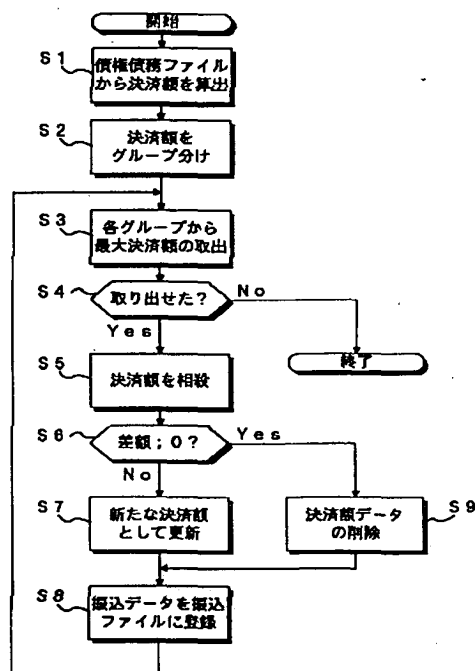 開始
S1
債権債務ファイル
から決済額を算出
S2
決済額を
グループ分け
S3
各グループから
最大決済額の取出
S4
取り出せた？
No
Yes
終了
S5
決済額を相殺
S6
差額；0？
Yes
No
S7
新たな決済額
として更新
決済額データ
の削除
S9
S8
振込データを振込
ファイルに登録